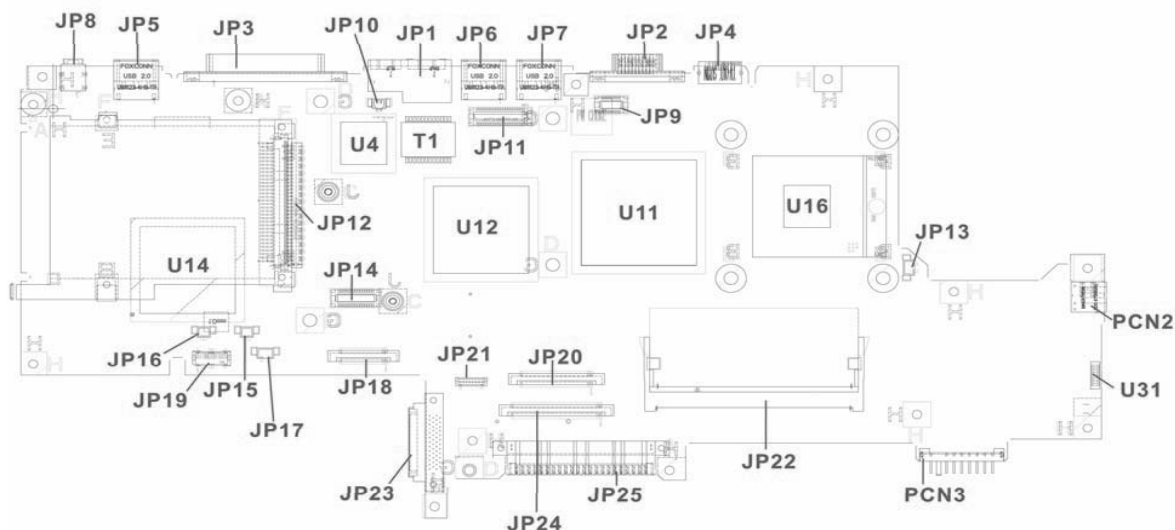 JP8 JP5 JP3 JP10 JP1 JP6 JP7 JP2 JP4
FOXCONN FOXCONN FOXCONN
USB 2.0 USB 2.0 USB 2.0
H
JP9
F
E
A
U4 T1 JP11
C
JP12 U12 U11 U16
D
JP13
U14
JP14
C
H
PCN2
JP16 JP15
JP21 JP20
H
JP19 JP18
U31
JP17
H
JP22
D
JP23 JP24 JP25 PCN3